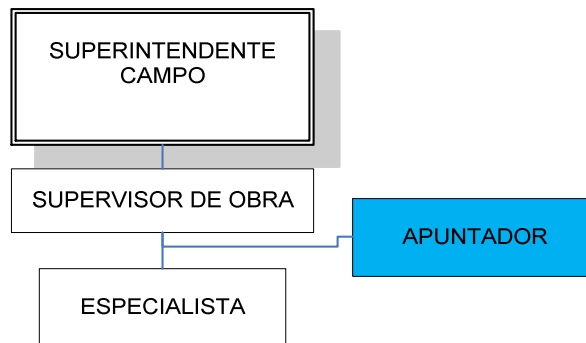 SUPERINTENDENTE
CAMPO
SUPERVISOR DE OBRA
APUNTADOR
ESPECIALISTA